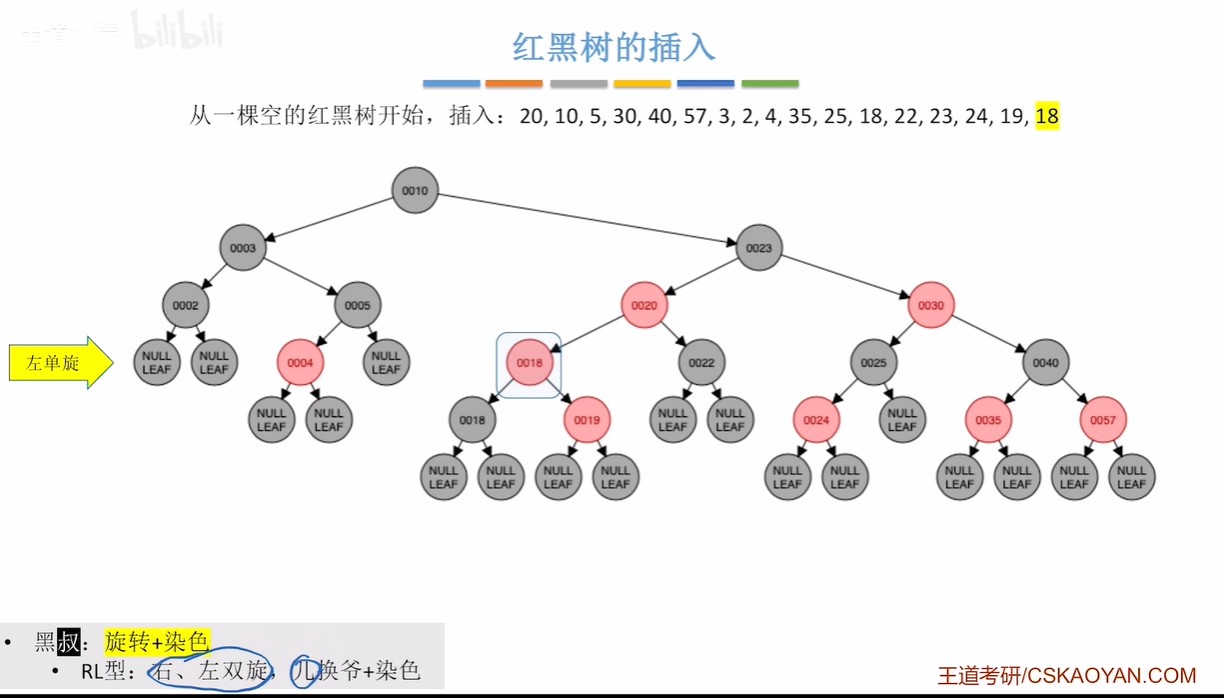 bilibili
红黑树的插入
从一棵空的红黑树开始，插入：20, 10, 5, 30, 40, 57, 3, 2, 4, 35, 25, 18, 22, 23, 24, 19, 18
0010
0003 0023
0002 0005 0020 0030
左单旋
NULL LEAF NULL LEAF 0004 NULL LEAF 0018 0022 0025 0040
NULL LEAF NULL LEAF 0018 0019 NULL LEAF NULL LEAF 0024 NULL LEAF 0035 0057
NULL LEAF NULL LEAF NULL LEAF NULL LEAF NULL LEAF NULL LEAF NULL LEAF NULL LEAF NULL LEAF NULL LEAF
• 黑叔：旋转+染色
• RL型：右、左双旋，儿换爷+染色
王道考研/CSKAOYAN.COM